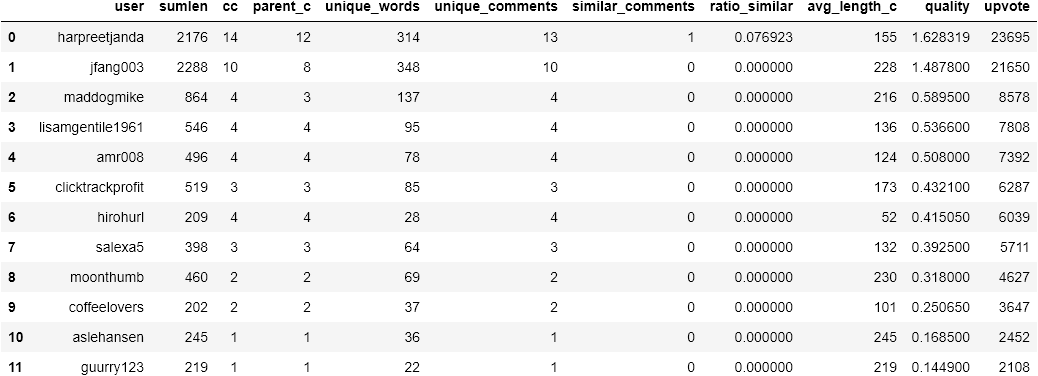 user sumlen cc parent_c unique_words unique_comments similar_comments ratio_similar avg_length_c quality upvote
0 harpreetjanda 2176 14 12 314 13 1 0.076923 155 1.628319 23695
1 jfang003 2288 10 8 348 10 0 0.000000 228 1.487800 21650
2 maddogmike 864 4 3 137 4 0 0.000000 216 0.589500 8578
3 lisamgentile1961 546 4 4 95 4 0 0.000000 136 0.536600 7808
4 amr008 496 4 4 78 4 0 0.000000 124 0.508000 7392
5 clicktrackprofit 519 3 3 85 3 0 0.000000 173 0.432100 6287
6 hirohurl 209 4 4 28 4 0 0.000000 52 0.415050 6039
7 salexa5 398 3 3 64 3 0 0.000000 132 0.392500 5711
8 moonthumb 460 2 2 69 2 0 0.000000 230 0.318000 4627
9 coffeelovers 202 2 2 37 2 0 0.000000 101 0.250650 3647
10 aslehansen 245 1 1 36 1 0 0.000000 245 0.168500 2452
11 guurry123 219 1 1 22 1 0 0.000000 219 0.144900 2108